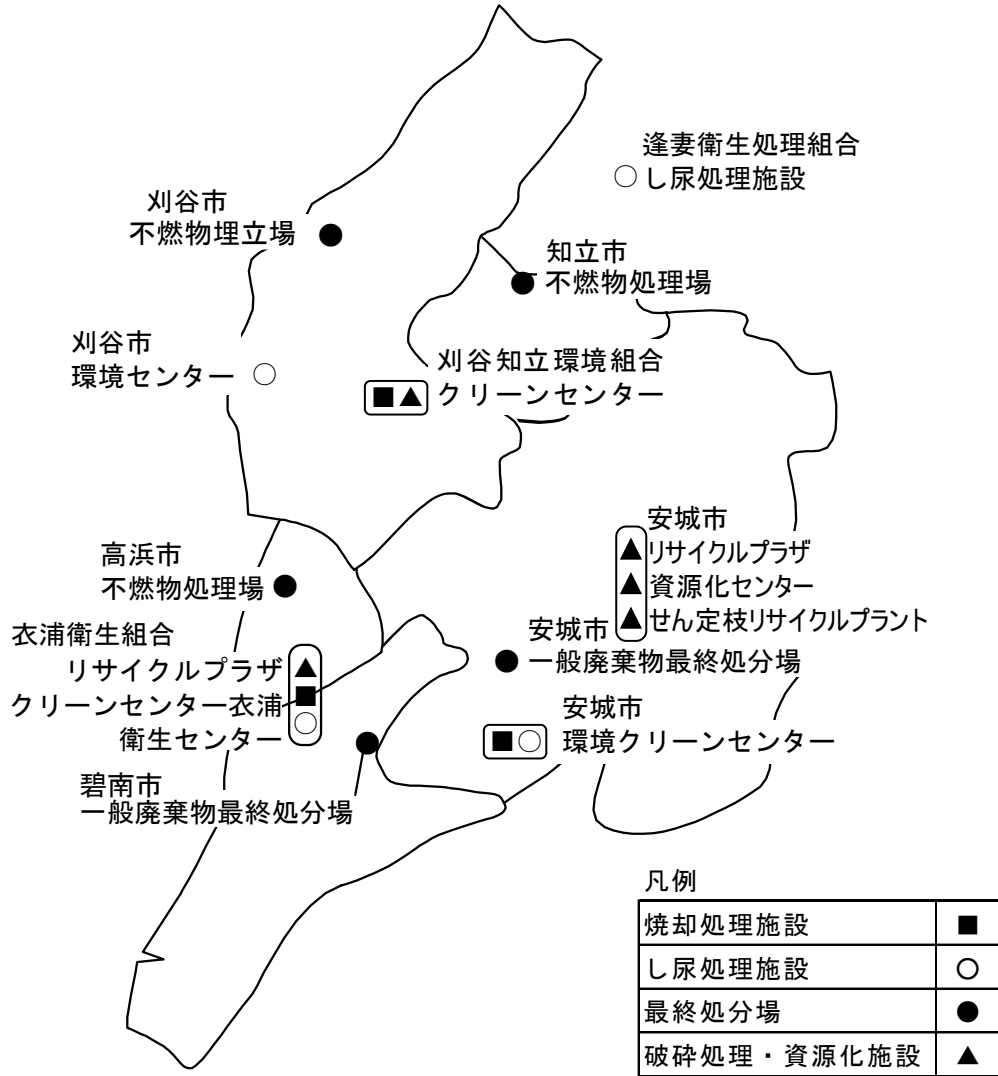 逢妻衛生処理組合
○し尿処理施設
刈谷市
不燃物埋立場 ●
知立市
● 不燃物処理場
刈谷市
環境センター ○
刈谷知立環境組合
■▲ クリーンセンター
安城市
▲リサイクルプラザ
▲資源化センター
▲せん定枝リサイクルプラント
高浜市
不燃物処理場 ●
衣浦衛生組合
リサイクルプラザ ▲
クリーンセンター衣浦 ■
衛生センター ○
安城市
● 一般廃棄物最終処分場
安城市
■○ 環境クリーンセンター
碧南市
一般廃棄物最終処分場
凡例
焼却処理施設 ■
し尿処理施設 ○
最終処分場 ●
破砕処理・資源化施設 ▲